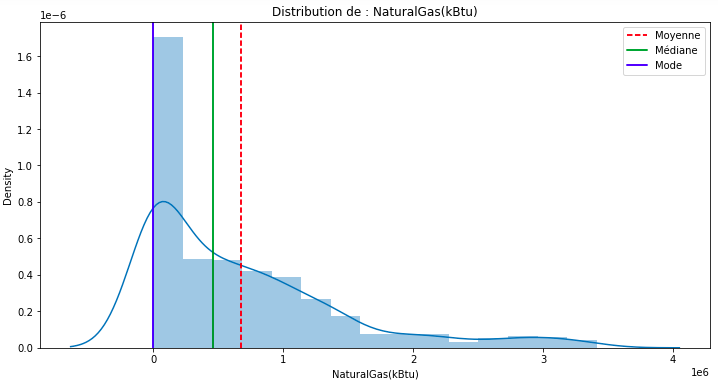 Distribution de : NaturalGas(kBtu)
1e−6
Moyenne
Médiane
Mode
1.6
1.4
1.2
1.0
0.8
0.6
0.4
0.2
0.0
Density
0 1 2 3 4
1e6
NaturalGas(kBtu)